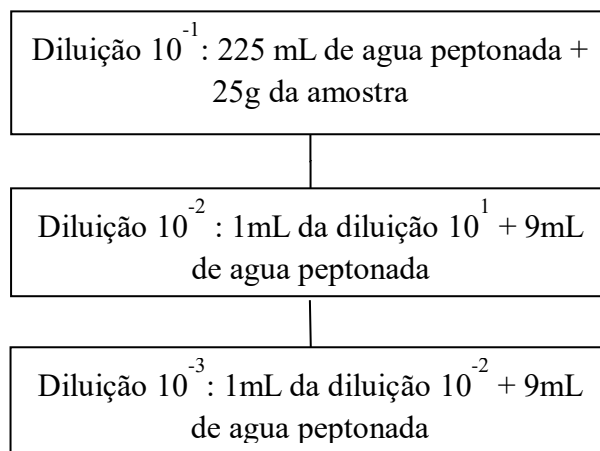 Diluição 10⁻¹: 225 mL de agua peptonada +
25g da amostra
Diluição 10⁻² : 1mL da diluição 10¹ + 9mL
de agua peptonada
Diluição 10⁻³: 1mL da diluição 10⁻² + 9mL
de agua peptonada